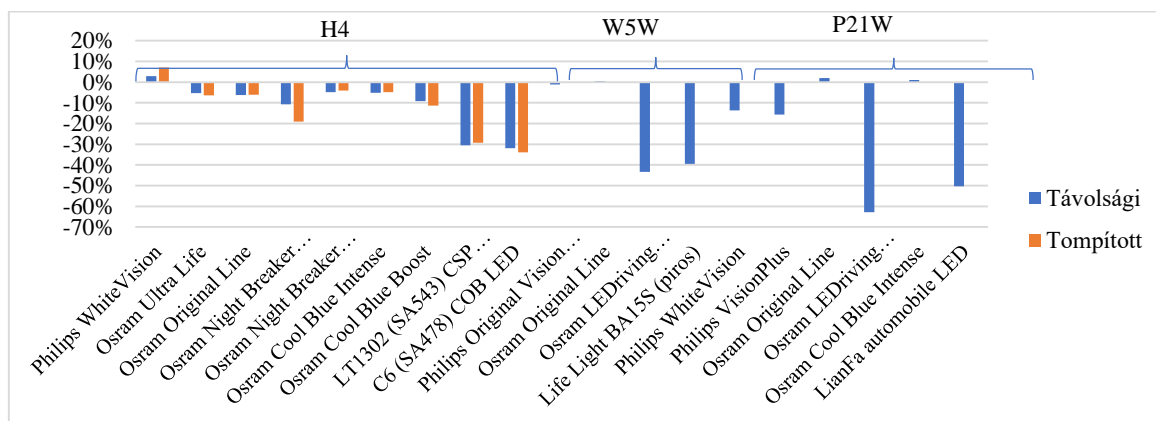 H4
W5W
P21W
20%
10%
0%
-10%
-20%
-30%
-40%
-50%
-60%
-70%
Távolsági
Tompított
Philips WhiteVision
Osram Ultra Life
Osram Original Line
Osram Night Breaker…
Osram Night Breaker…
Osram Cool Blue Intense
Osram Cool Blue Boost
LT1302 (SA543) CSP…
C6 (SA478) COB LED
Philips Original Vision…
Osram Original Line
Osram LEDriving…
Life Light BA15S (piros)
Philips WhiteVision
Philips VisionPlus
Osram Original Line
Osram LEDriving…
Osram Cool Blue Intense
LianFa automobile LED